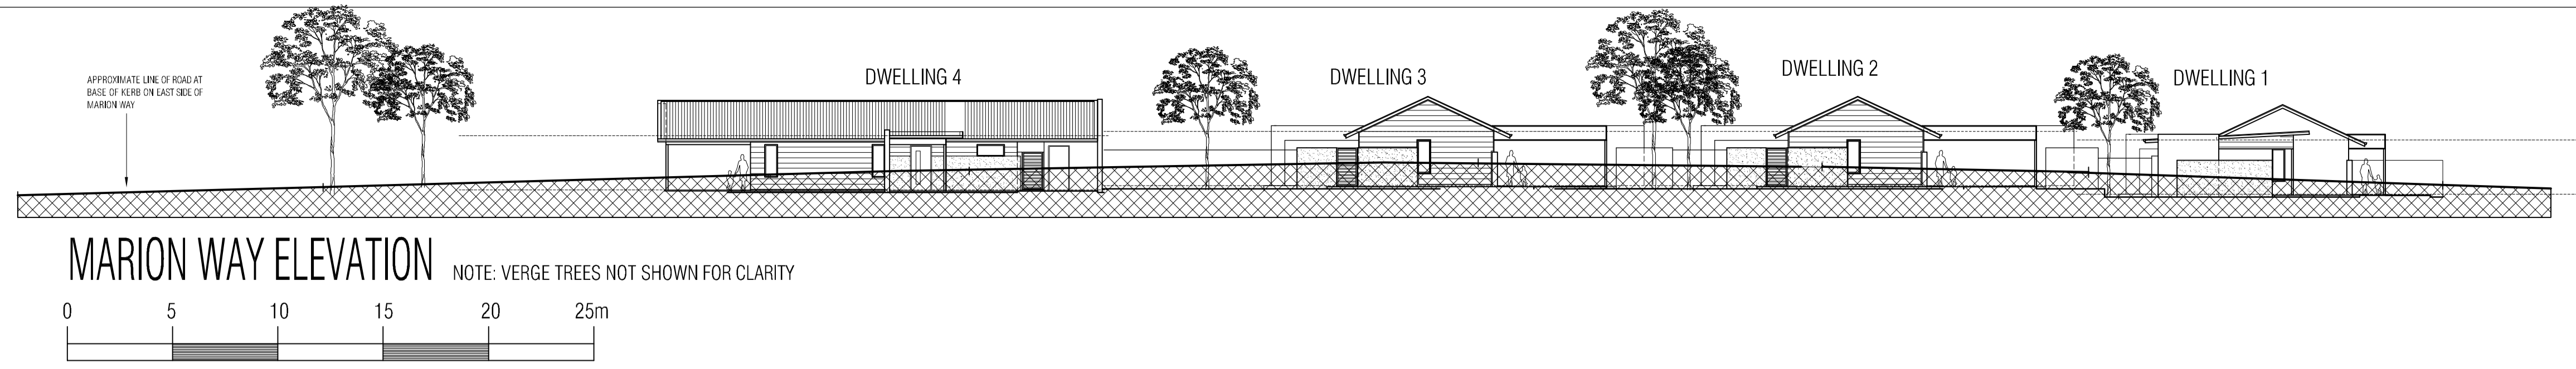 APPROXIMATE LINE OF ROAD AT
BASE OF KERB ON EAST SIDE OF
MARION WAY
DWELLING 4
DWELLING 3
DWELLING 2
DWELLING 1
MARION WAY ELEVATION NOTE: VERGE TREES NOT SHOWN FOR CLARITY
0 5 10 15 20 25m